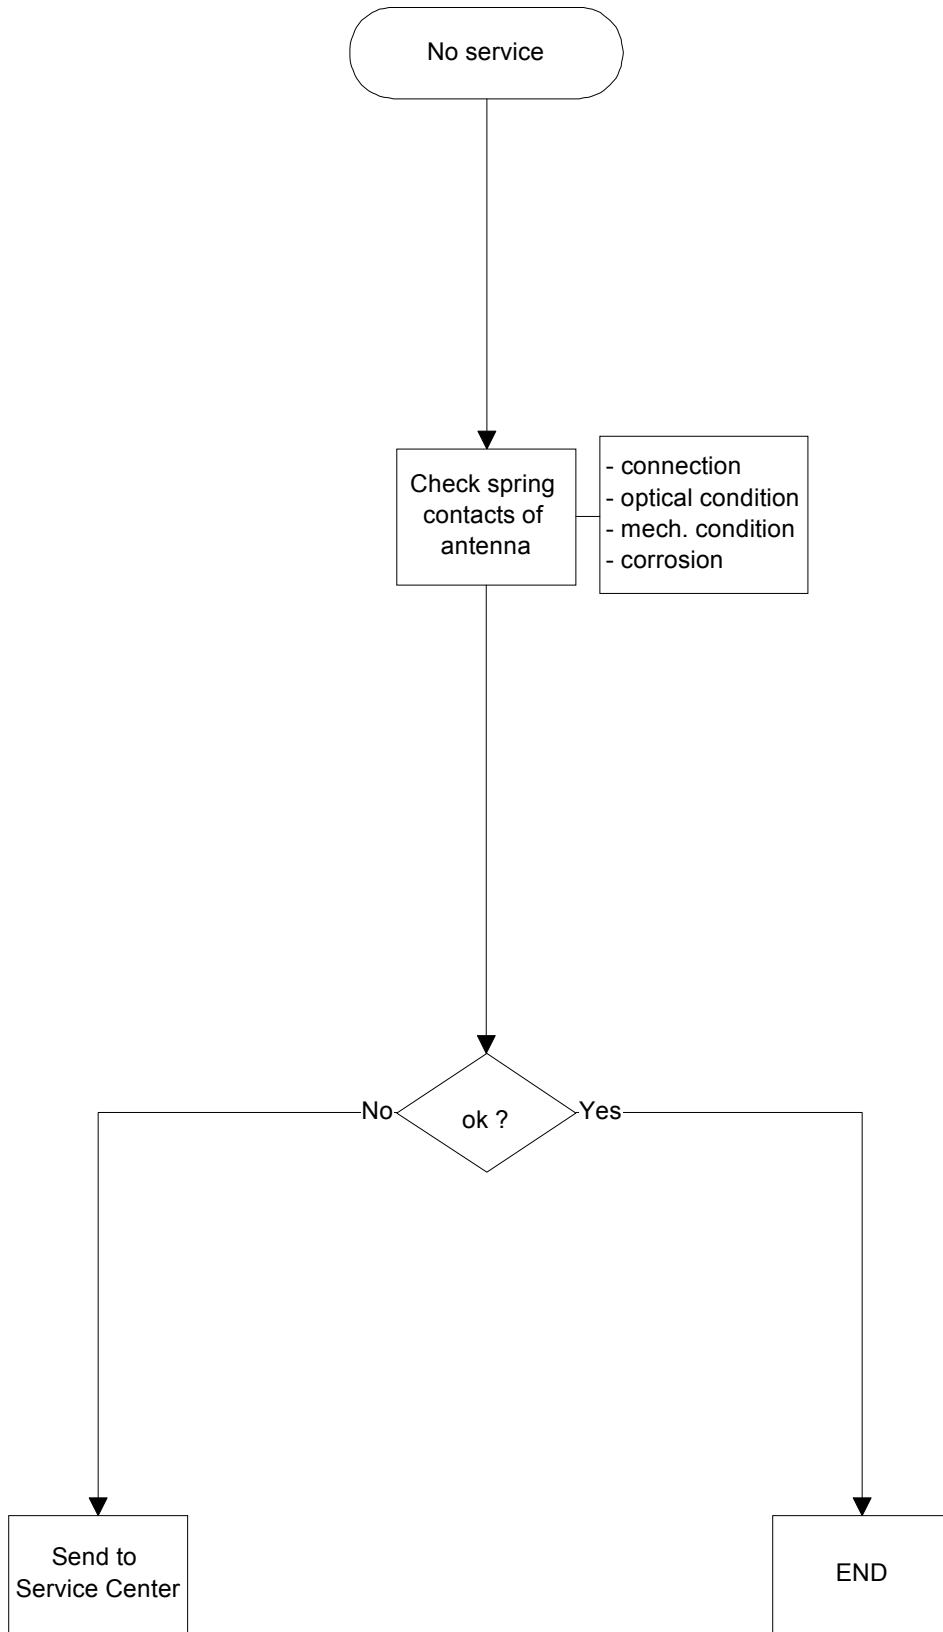 No service
Check spring
contacts of
antenna
- connection
- optical condition
- mech. condition
- corrosion
No
ok ?
Yes
Send to
Service Center
END